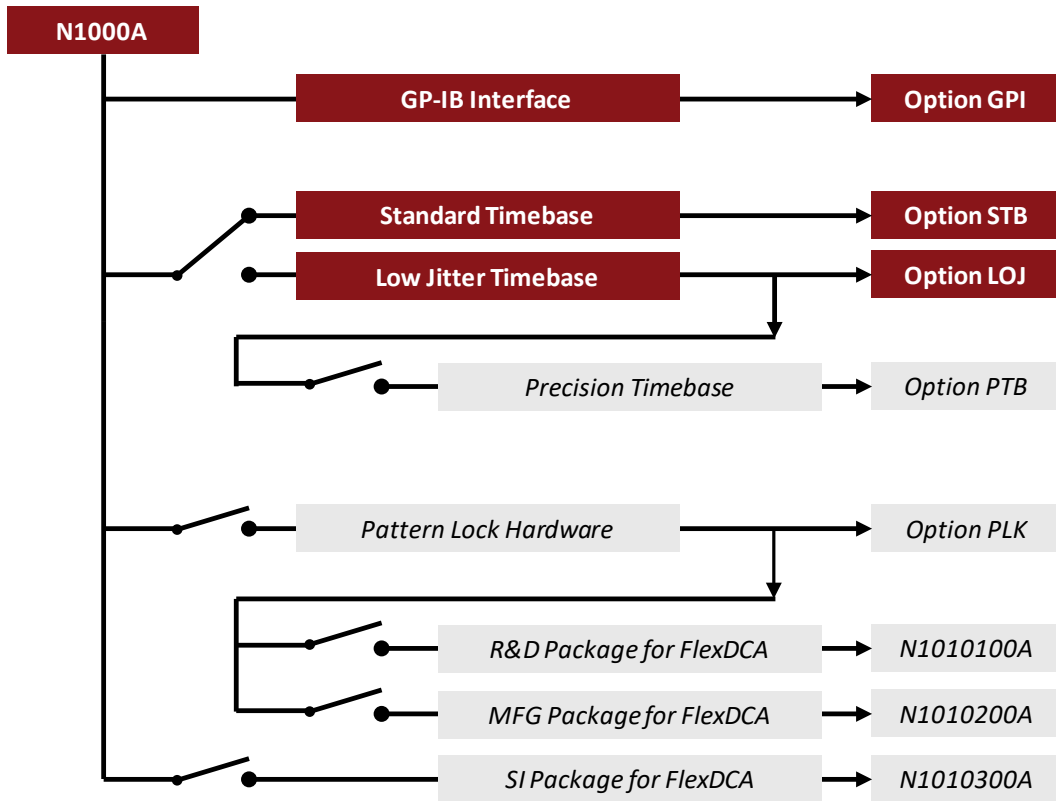 N1000A
GP-IB Interface
Option GPI
Standard Timebase
Option STB
Low Jitter Timebase
Option LOJ
Precision Timebase
Option PTB
Pattern Lock Hardware
Option PLK
R&D Package for FlexDCA
N1010100A
MFG Package for FlexDCA
N1010200A
SI Package for FlexDCA
N1010300A